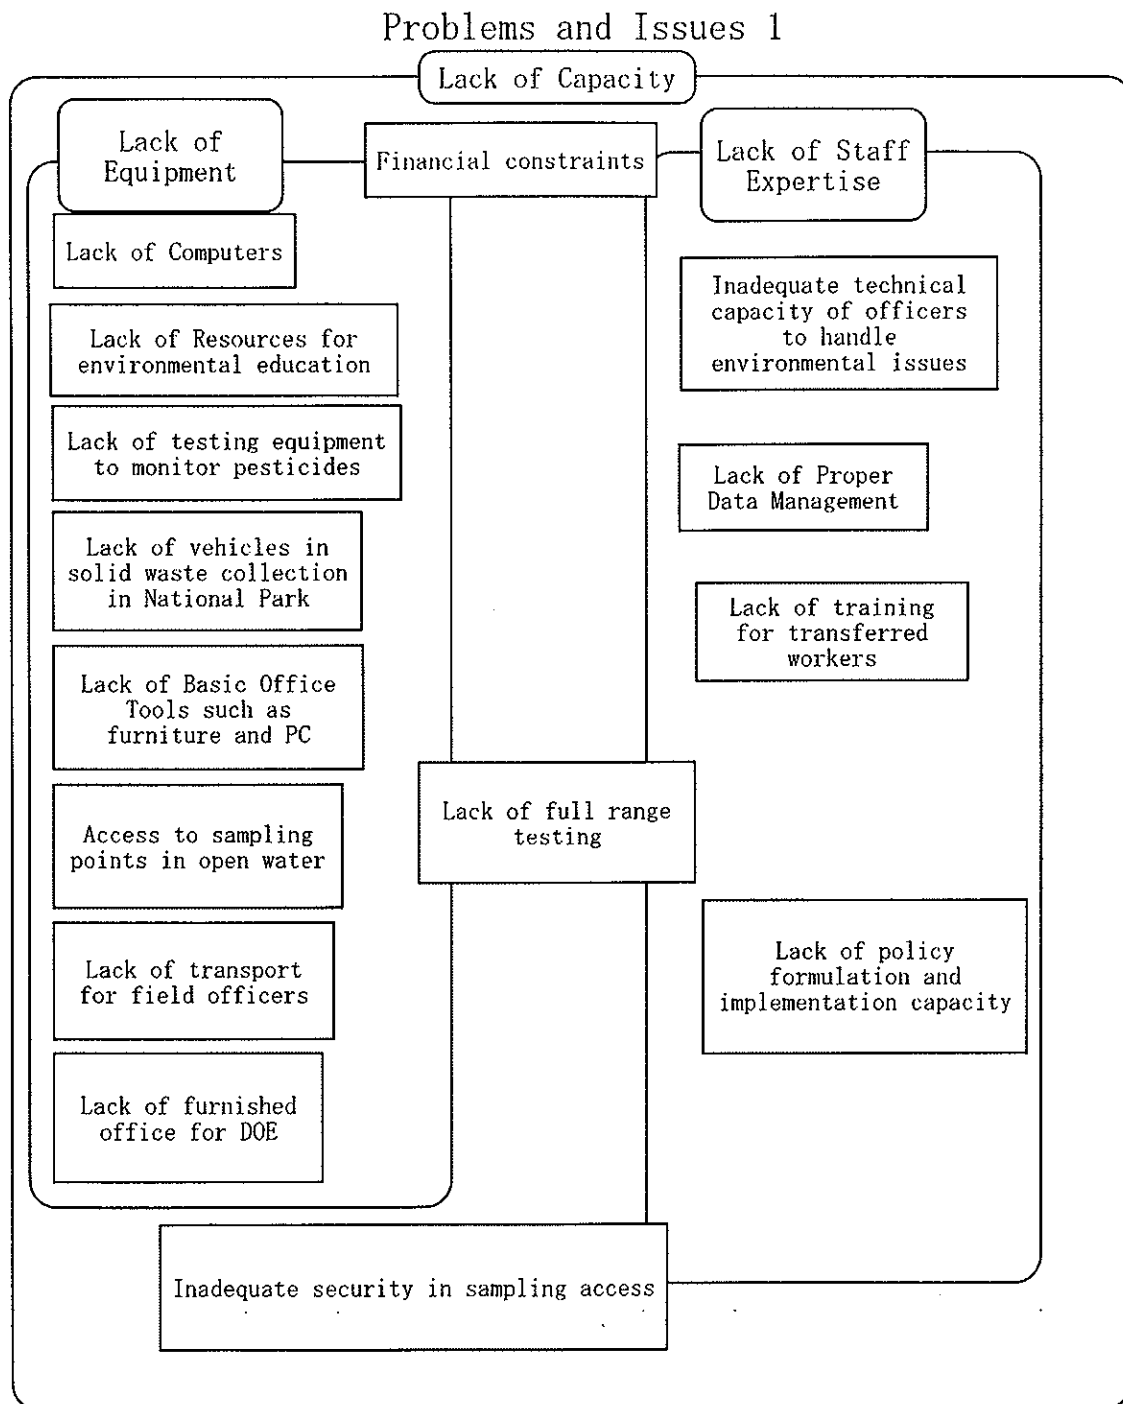 Problems and Issues 1
Lack of Capacity
Lack of
Equipment
Financial constraints
Lack of Staff
Expertise
Lack of Computers
Lack of Resources for
environmental education
Lack of testing equipment
to monitor pesticides
Lack of vehicles in
solid waste collection
in National Park
Lack of Basic Office
Tools such as
furniture and PC
Access to sampling
points in open water
Lack of transport
for field officers
Lack of furnished
office for DOE
Inadequate technical
capacity of officers
to handle
environmental issues
Lack of Proper
Data Management
Lack of training
for transferred
workers
Lack of full range
testing
Lack of policy
formulation and
implementation capacity
Inadequate security in sampling access